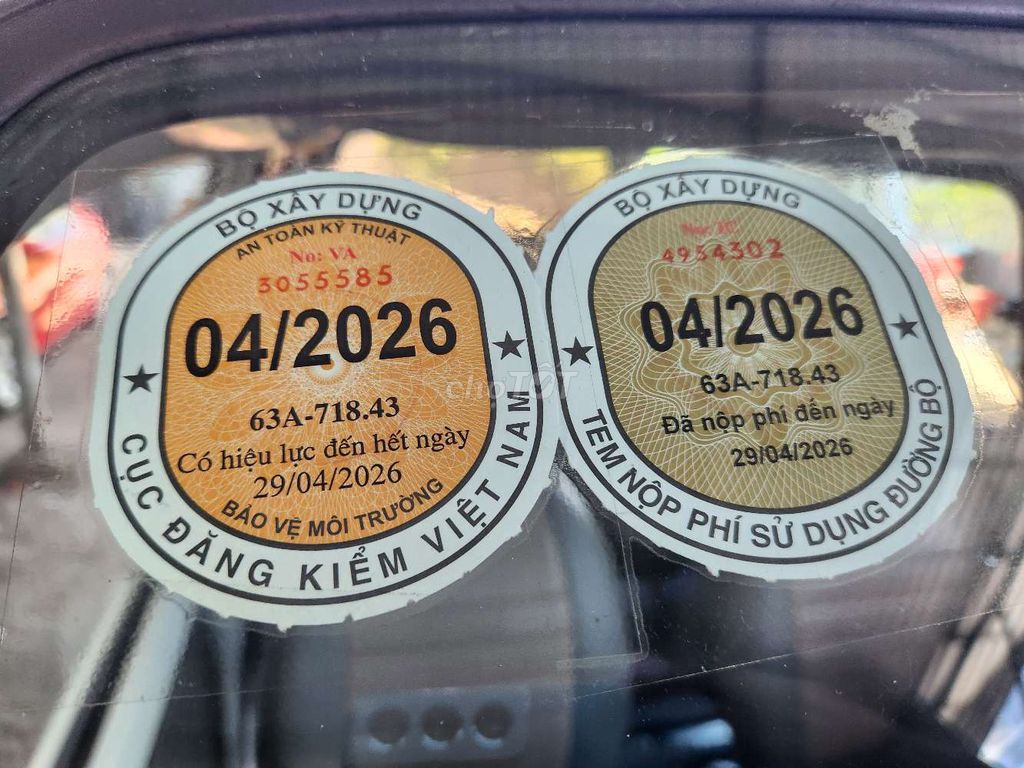 BỘ XÂY DỰNG
AN TOÀN KỸ THUẬT
No: VA
3055585
04/2026
63A-718.43
Có hiệu lực đến hết ngày
29/04/2026
BẢO VỆ MÔI TRƯỜNG
CỤC ĐĂNG KIỂM VIỆT NAM
BỘ XÂY DỰNG
4934302
04/2026
63A-718.43
Đã nộp phí đến ngày
29/04/2026
TEM NỘP PHÍ SỬ DỤNG ĐƯỜNG BỘ
chợTỐT